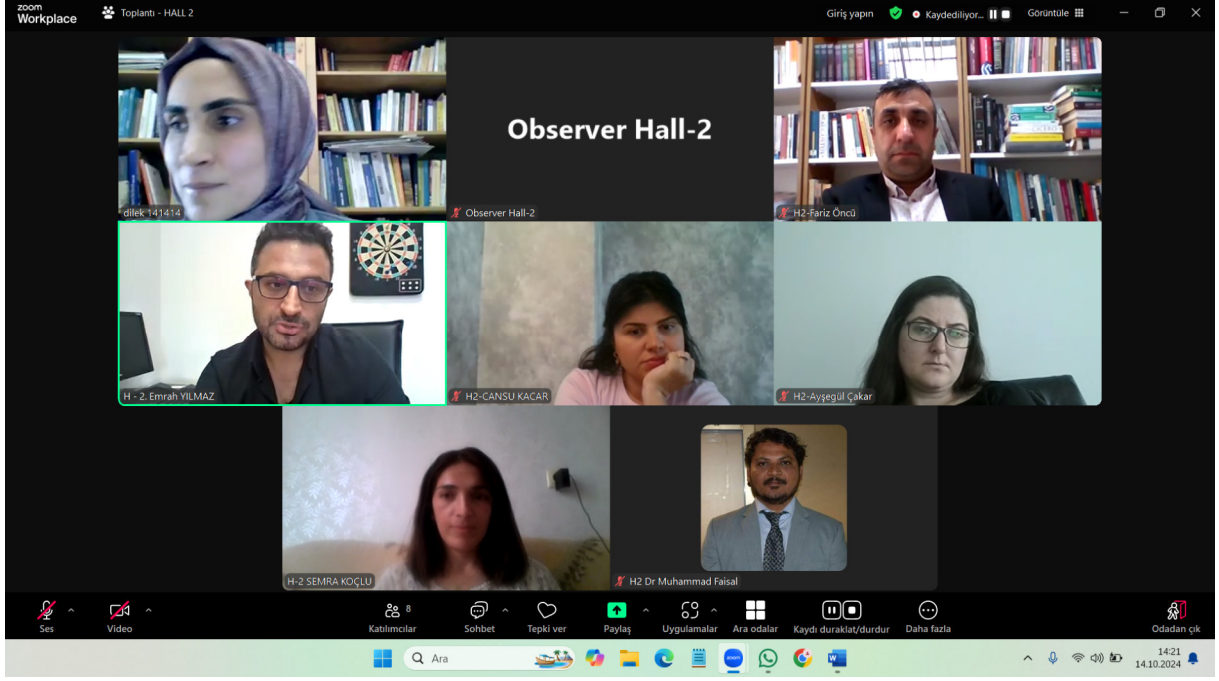 zoom
Workplace
Toplantı - HALL 2
Giriş yapın
Kaydediliyor...
Görüntüle
dilek 141414
Observer Hall-2
Observer Hall-2
H2-Fariz Öncü
H - 2. Emrah YILMAZ
H2-CANSU KACAR
H2-Ayşegül Çakar
H-2 SEMRA KOÇLU
H2 Dr Muhammad Faisal
Ses
Video
8
Katılımcılar
Sohbet
Tepki ver
Paylaş
Uygulamalar
Ara odalar
Kaydı duraklat/durdur
Daha fazla
Odadan çık
Ara
zoom
W
14:21
14.10.2024